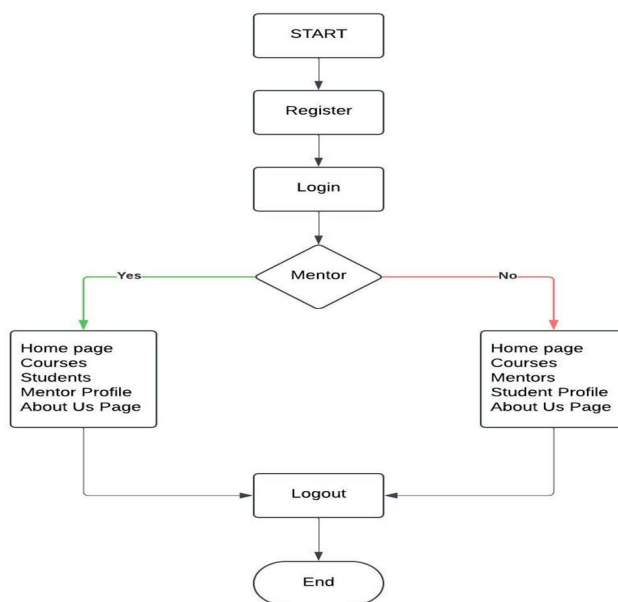 START
Register
Login
Mentor
Yes
No
Home page
Courses
Students
Mentor Profile
About Us Page
Home page
Courses
Mentors
Student Profile
About Us Page
Logout
End